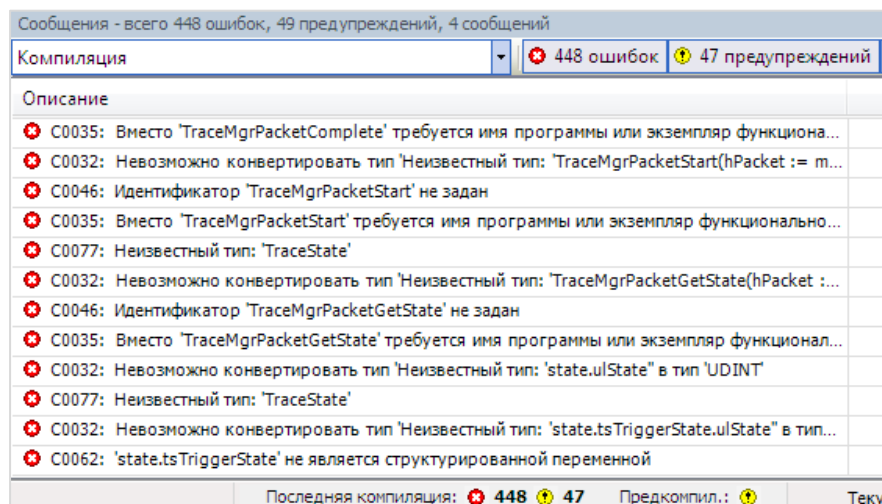 Сообщения - всего 448 ошибок, 49 предупреждений, 4 сообщений
Компиляция 448 ошибок 47 предупреждений
Описание
C0035: Вместо 'TraceMgrPacketComplete' требуется имя программы или экземпляр функциона...
C0032: Невозможно конвертировать тип 'Неизвестный тип: 'TraceMgrPacketStart(hPacket := m...
C0046: Идентификатор 'TraceMgrPacketStart' не задан
C0035: Вместо 'TraceMgrPacketStart' требуется имя программы или экземпляр функционально...
C0077: Неизвестный тип: 'TraceState'
C0032: Невозможно конвертировать тип 'Неизвестный тип: 'TraceMgrPacketGetState(hPacket :...
C0046: Идентификатор 'TraceMgrPacketGetState' не задан
C0035: Вместо 'TraceMgrPacketGetState' требуется имя программы или экземпляр функционал...
C0032: Невозможно конвертировать тип 'Неизвестный тип: 'state.ulState'' в тип 'UDINT'
C0077: Неизвестный тип: 'TraceState'
C0032: Невозможно конвертировать тип 'Неизвестный тип: 'state.tsTriggerState.ulState'' в тип...
C0062: 'state.tsTriggerState' не является структурированной переменной
Последняя компиляция: 448 47 Предкомпил.: Теку